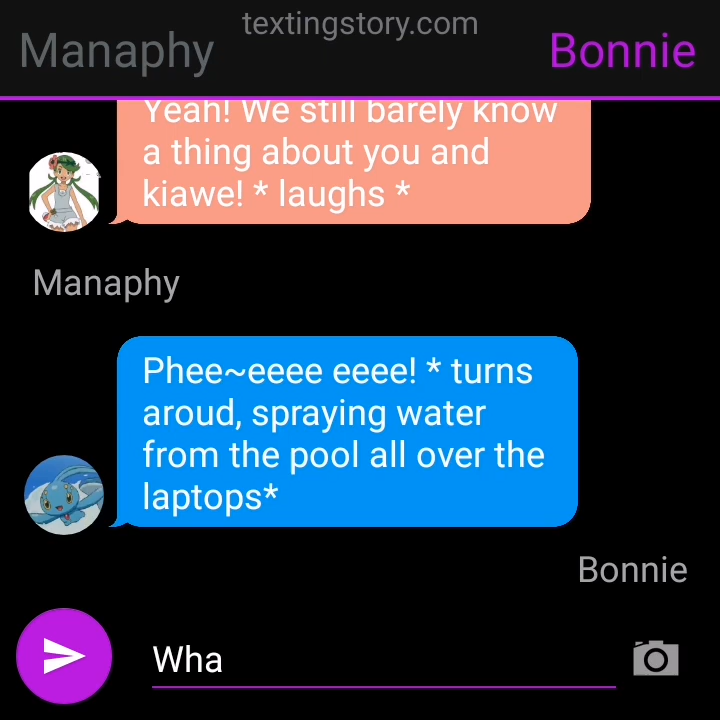 textingstory.com
Manaphy
Bonnie
Yeah! We still barely know
a thing about you and
kiawe! * laughs *
Manaphy
Phee~eeee eeee! * turns
aroud, spraying water
from the pool all over the
laptops*
Bonnie
Wha